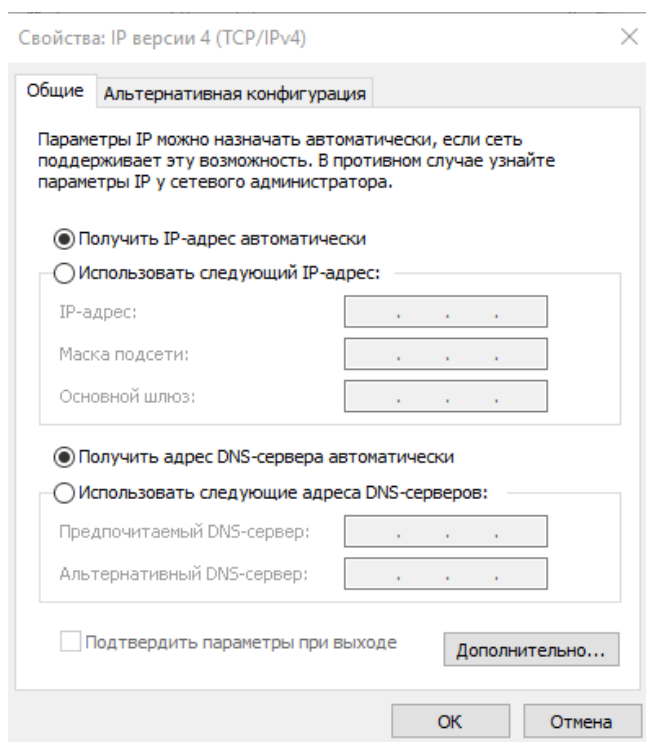 Свойства: IP версии 4 (TCP/IPv4)
Общие
Альтернативная конфигурация
Параметры IP можно назначать автоматически, если сеть
поддерживает эту возможность. В противном случае узнайте
параметры IP у сетевого администратора.
Получить IP-адрес автоматически
Использовать следующий IP-адрес:
IP-адрес:
Маска подсети:
Основной шлюз:
Получить адрес DNS-сервера автоматически
Использовать следующие адреса DNS-серверов:
Предпочитаемый DNS-сервер:
Альтернативный DNS-сервер:
Подтвердить параметры при выходе
Дополнительно...
ОК
Отмена